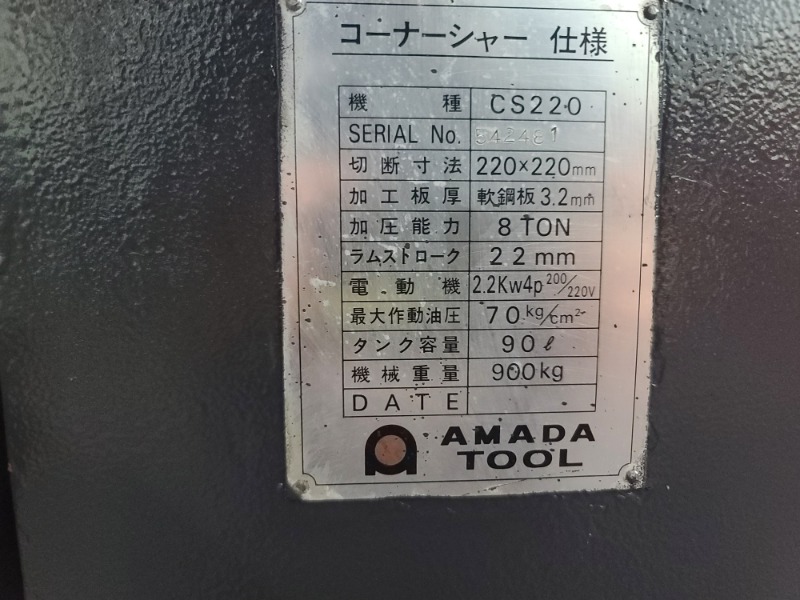 コーナーシャー 仕様
機種 CS220
SERIAL No. 542481
切断寸法 220×220mm
加工板厚 軟鋼板3.2mm
加圧能力 8TON
ラムストローク 22mm
電動機 2.2Kw4p 200/220V
最大作動油圧 70kg/cm²
タンク容量 90ℓ
機械重量 900kg
DATE
AMADA
TOOL